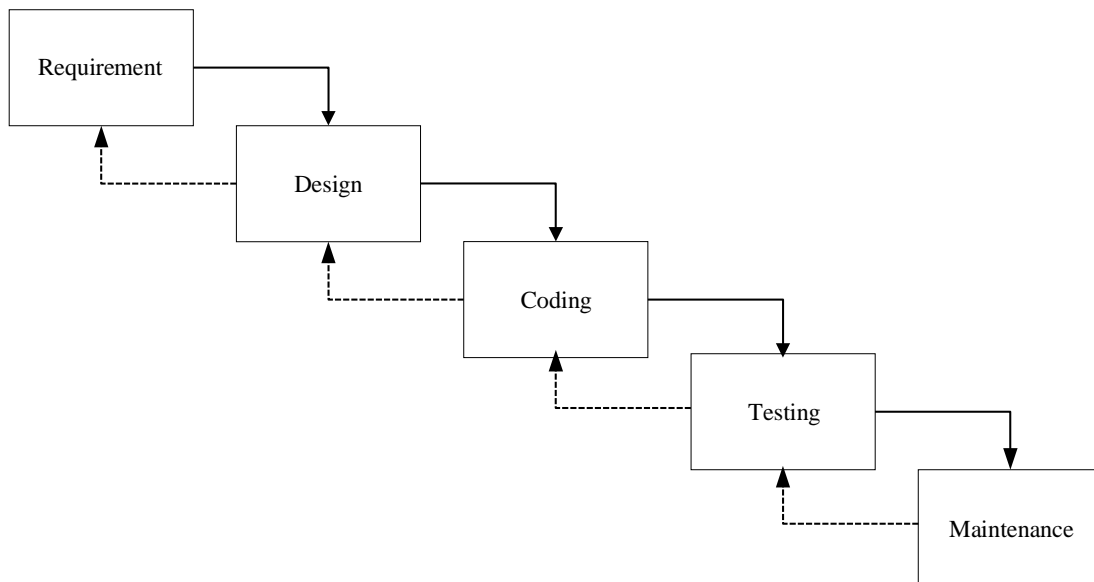 Requirement
Design
Coding
Testing
Maintenance